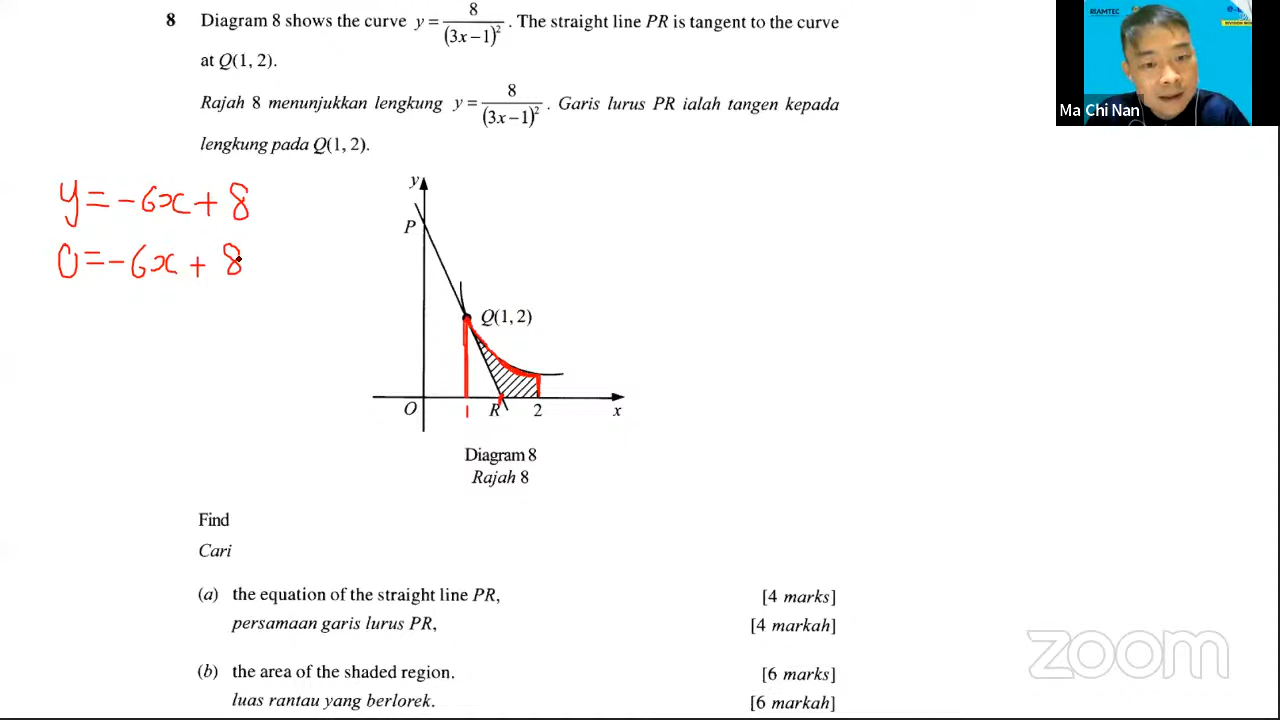 8 Diagram 8 shows the curve y = 8/(3x−1)². The straight line PR is tangent to the curve
at Q(1, 2).
Rajah 8 menunjukkan lengkung y = 8/(3x−1)². Garis lurus PR ialah tangen kepada
lengkung pada Q(1, 2).
y = -6x + 8
0 = -6x + 8
y
P
Q(1, 2)
O 1 R 2 x
Diagram 8
Rajah 8
Find
Cari
(a) the equation of the straight line PR, [4 marks]
persamaan garis lurus PR, [4 markah]
(b) the area of the shaded region. [6 marks]
luas rantau yang berlorek. [6 markah]
Ma Chi Nan
zoom